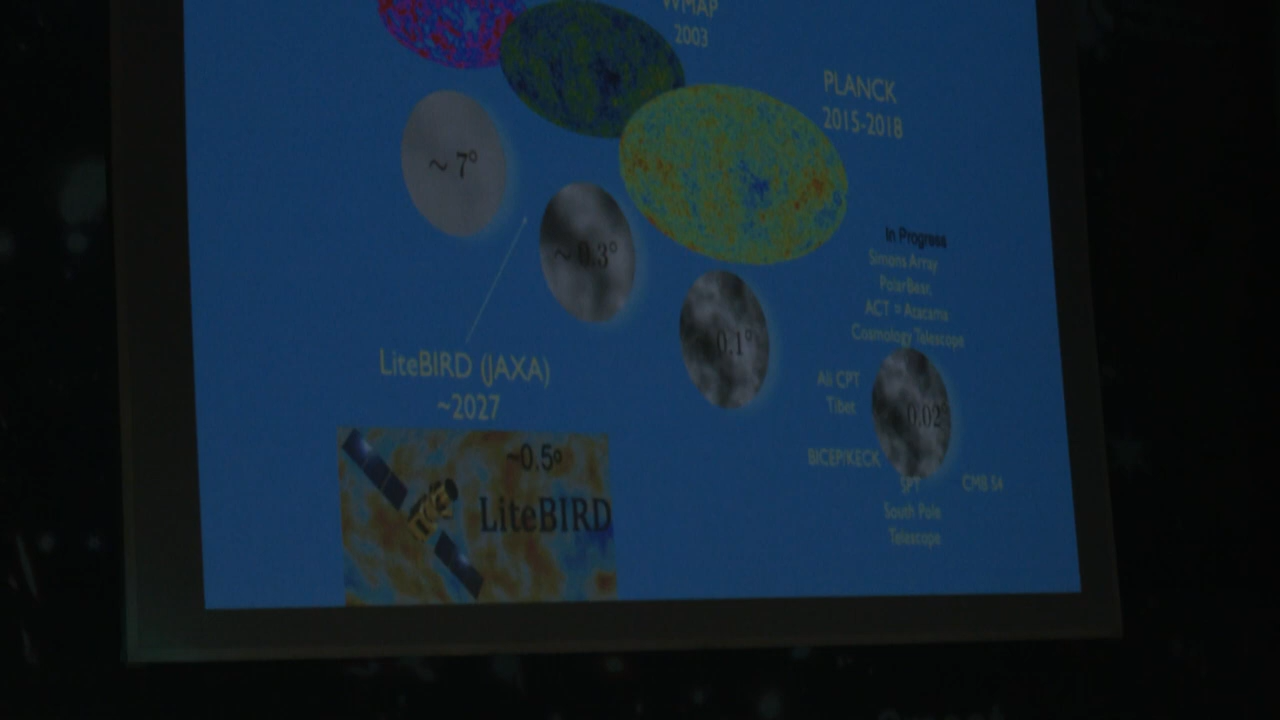 WMAP
2003
PLANCK
2015-2018
~ 7°
~ 0.3°
In Progress
Simons Array
PolarBear,
ACT = Atacama
Cosmology Telescope
0.1°
LiteBIRD (JAXA)
~2027
Ali CPT
Tibet
0.02°
BICEP/KECK
SPT
South Pole
Telescope
CMB S4
~0.5°
LiteBIRD